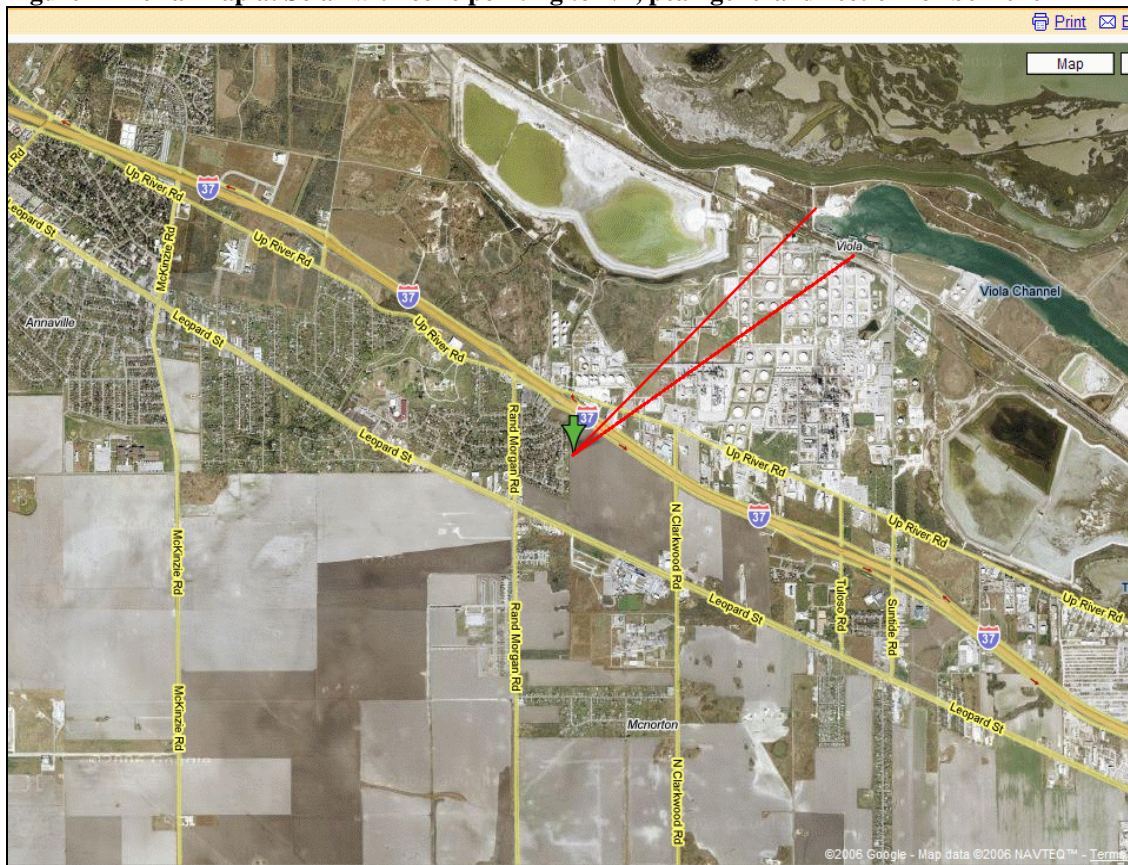 Print
Map
Up River Rd
37
Leopard St
McKinzie Rd
Up River Rd
Viola
Viola Channel
37
Annaville
Leopard St
Up River Rd
Rand Morgan Rd
37
Leopard St
Up River Rd
N Clarkwood Rd
37
Up River Rd
McKinzie Rd
Rand Morgan Rd
Leopard St
Tuloso Rd
Suntide Rd
Up River Rd
37
McKinzie Rd
Mcnorton
Leopard St
N Clarkwood Rd
©2006 Google - Map data ©2006 NAVTEQ™ - Terms